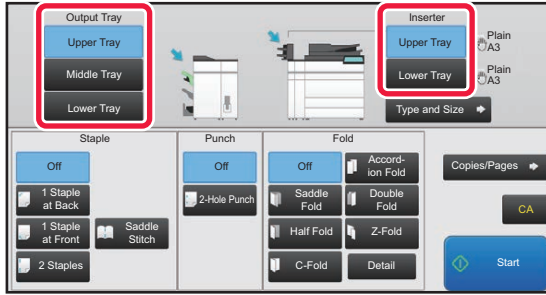 Output Tray
Upper Tray
Middle Tray
Lower Tray
Inserter
Upper Tray
Plain
A3
Lower Tray
Plain
A3
Type and Size
Staple
Off
1 Staple
at Back
1 Staple
at Front
Saddle
Stitch
2 Staples
Punch
Off
2-Hole Punch
Fold
Off
Accord-
ion Fold
Saddle
Fold
Double
Fold
Half Fold
Z-Fold
C-Fold
Detail
Copies/Pages
CA
Start